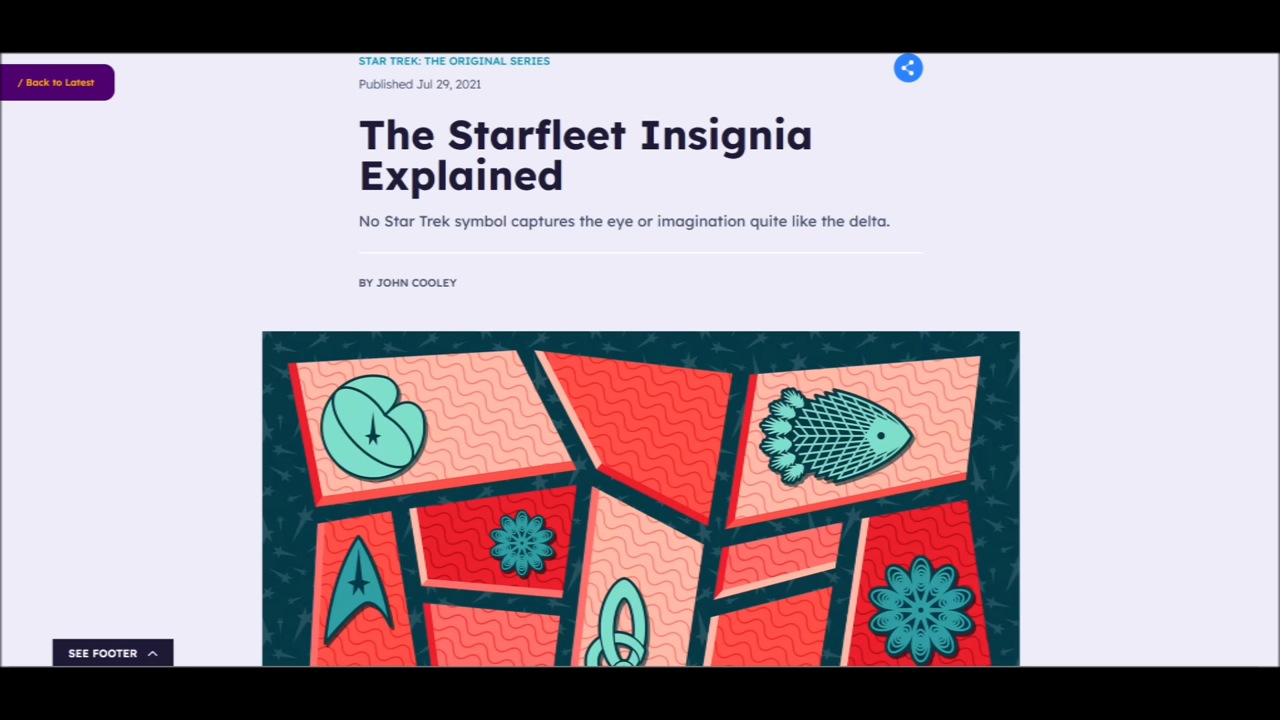 STAR TREK: THE ORIGINAL SERIES
/ Back to Latest
Published Jul 29, 2021
The Starfleet Insignia
Explained
No Star Trek symbol captures the eye or imagination quite like the delta.
BY JOHN COOLEY
SEE FOOTER